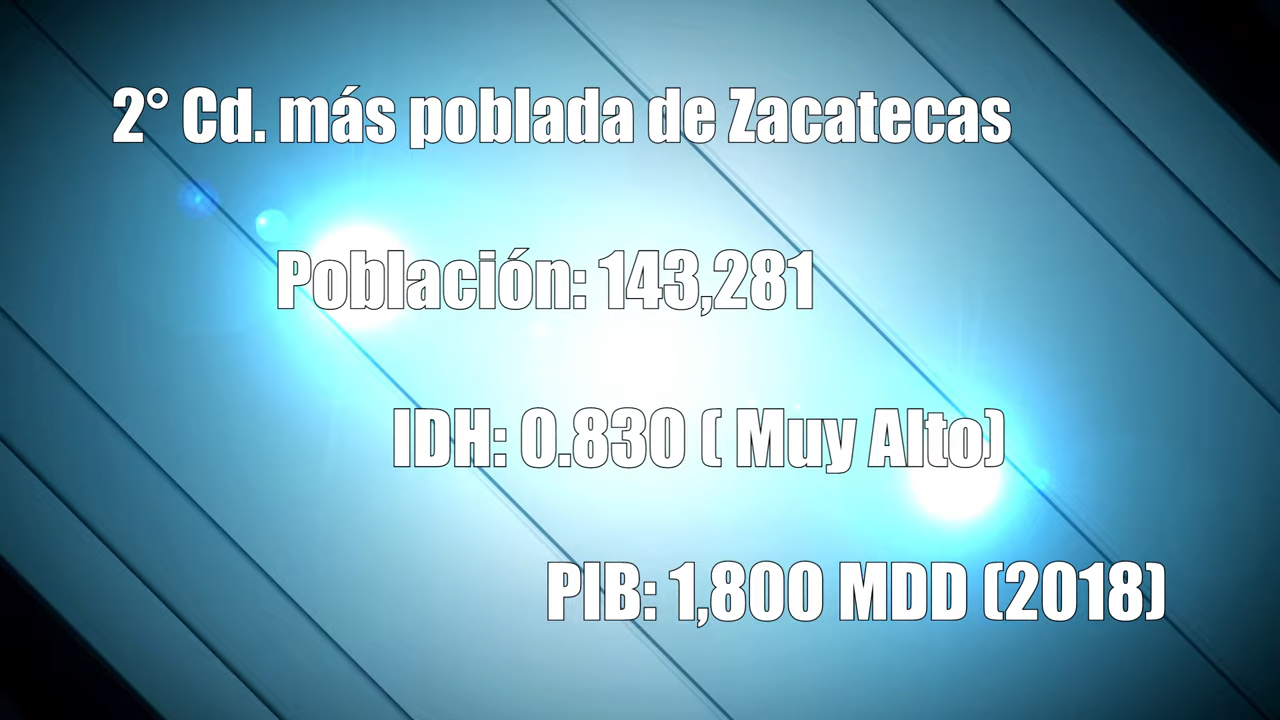 2° Cd. más poblada de Zacatecas
Población: 143,281
IDH: 0.830 ( Muy Alto)
PIB: 1,800 MDD (2018)